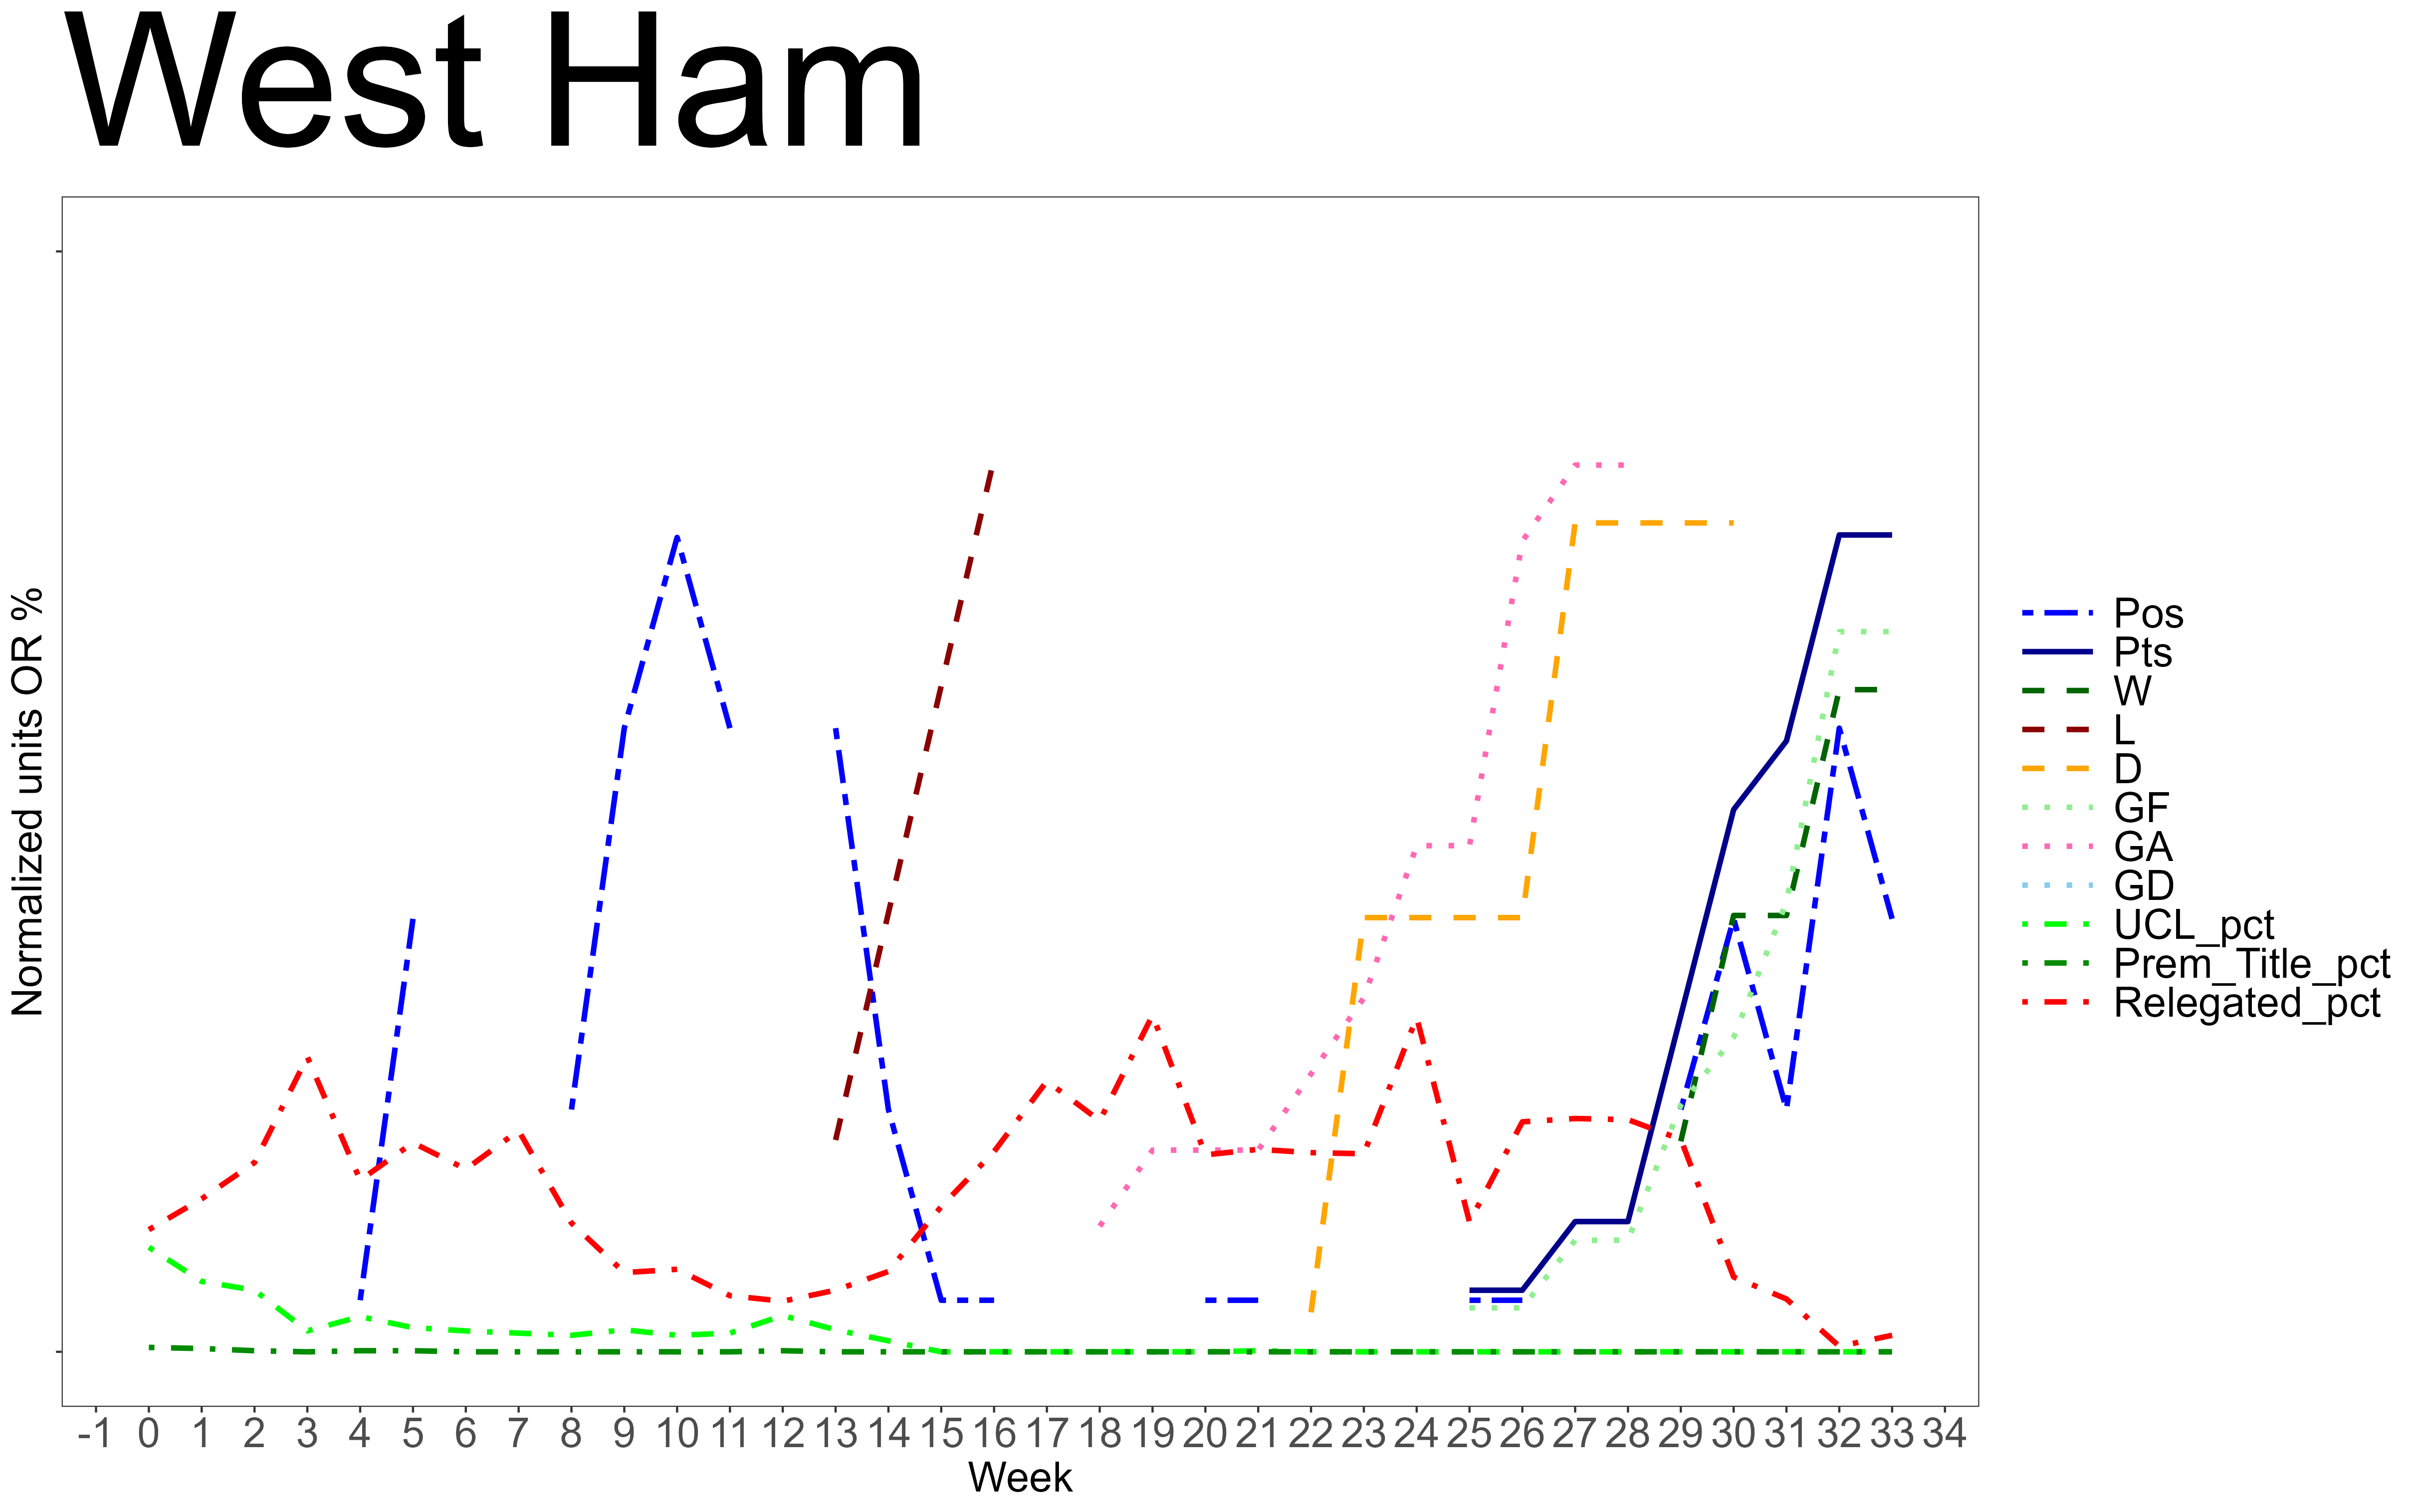 West Ham
Normalized units OR %
Pos
Pts
W
L
D
GF
GA
GD
UCL_pct
Prem_Title_pct
Relegated_pct
-1 0 1 2 3 4 5 6 7 8 9 10 11 12 13 14 15 16 17 18 19 20 21 22 23 24 25 26 27 28 29 30 31 32 33 34
Week